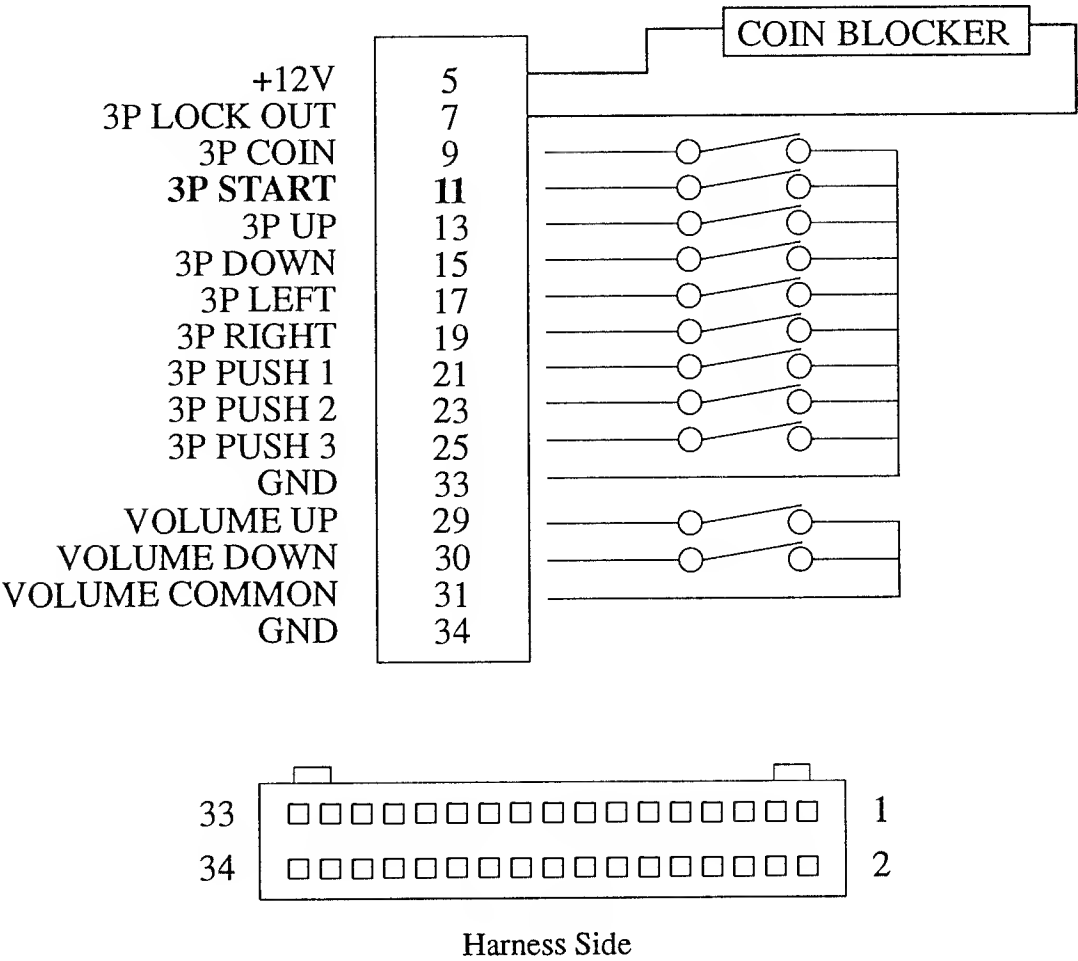 COIN BLOCKER
+12V 5
3P LOCK OUT 7
3P COIN 9
3P START 11
3P UP 13
3P DOWN 15
3P LEFT 17
3P RIGHT 19
3P PUSH 1 21
3P PUSH 2 23
3P PUSH 3 25
GND 33
VOLUME UP 29
VOLUME DOWN 30
VOLUME COMMON 31
GND 34
33 1
34 2
Harness Side